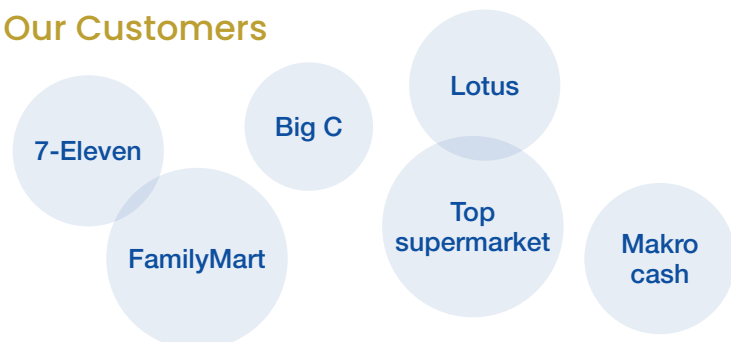 Our Customers
7-Eleven
Big C
Lotus
FamilyMart
Top
supermarket
Makro
cash